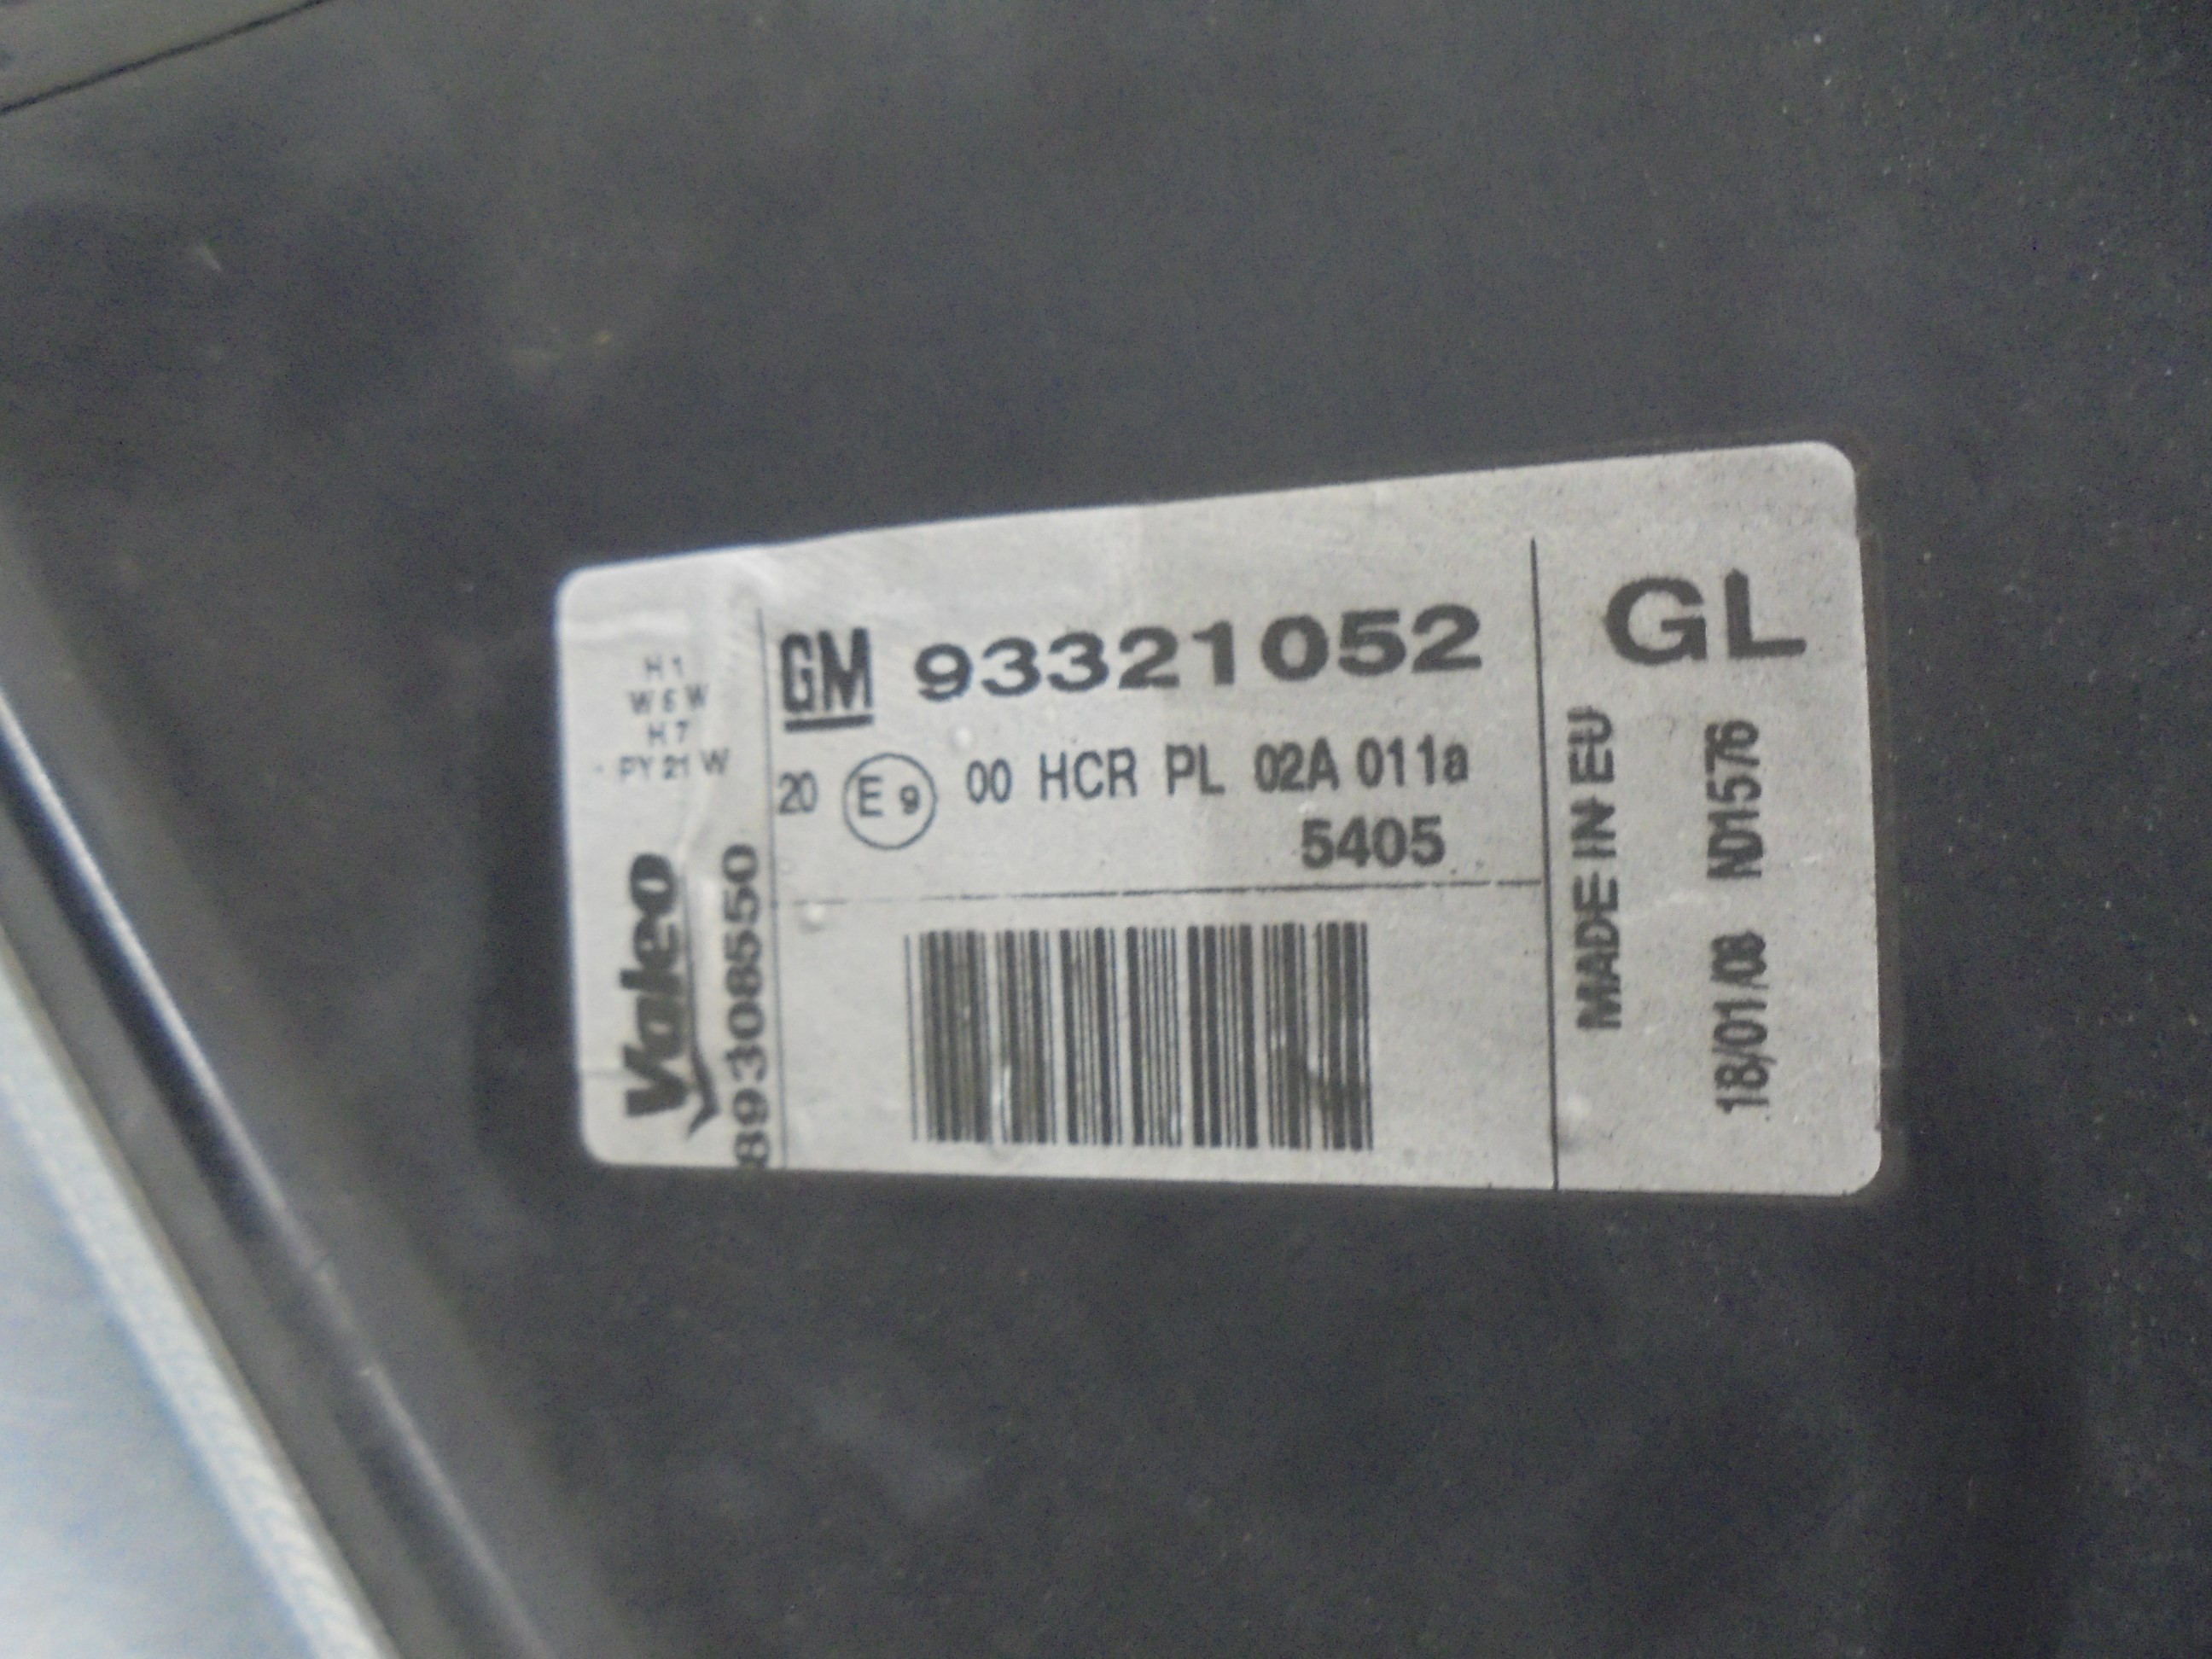 H1
W5W
H7
PY21W
Valeo
89308550
GM 93321052
20 E9 00 HCR PL 02A 011a
5405
GL
MADE IN EU
18/01/08 ND1576